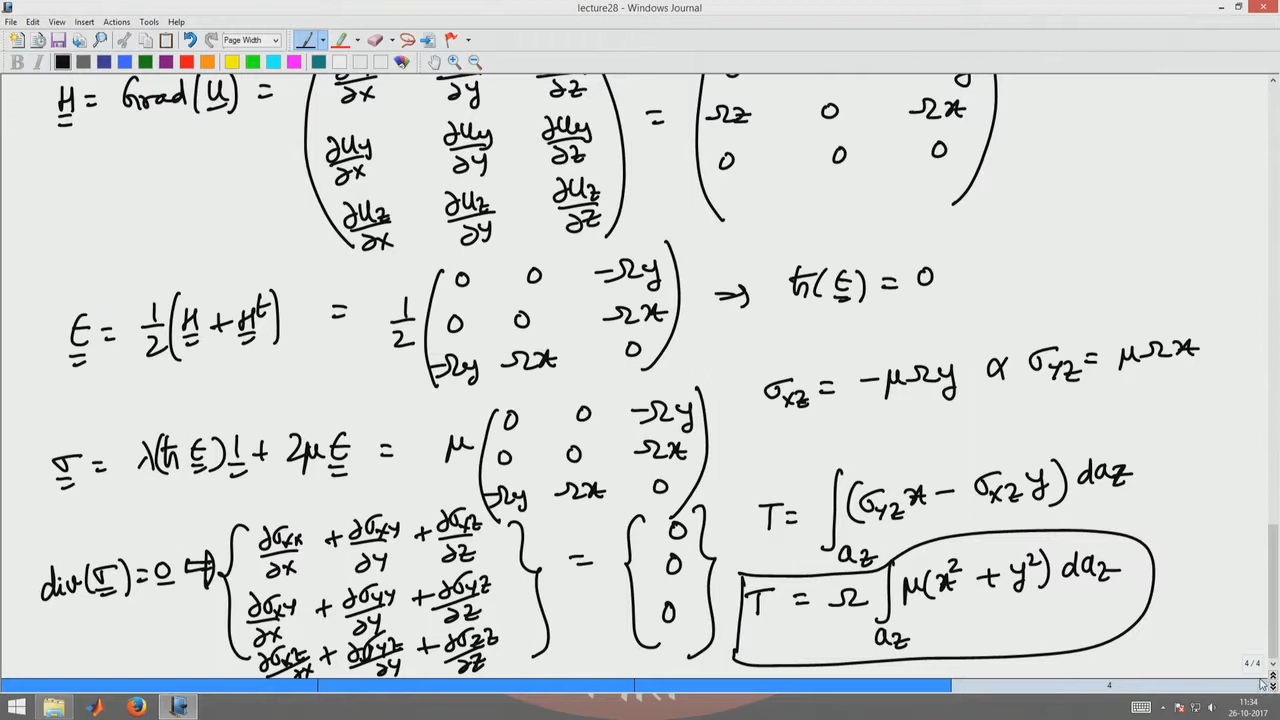 lecture28 - Windows Journal
File Edit View Insert Actions Tools Help
Page Width
B I
H = Grad(U) = ( ∂x ∂y ∂z = ( y
∂Uy/∂x ∂Uy/∂y ∂Uy/∂z Ωz 0 Ωx
∂Uz/∂x ∂Uz/∂y ∂Uz/∂z ) 0 0 0 )
ϵ = 1/2 (H + H^t) = 1/2 ( 0 0 -Ωy
0 0 Ωx
-Ωy Ωx 0 ) ⇒ tr(ϵ) = 0
σxz = -μΩy & σyz = μΩx
σ = λ(tr ϵ) 1 + 2μϵ = μ ( 0 0 -Ωy
0 0 Ωx
-Ωy Ωx 0 )
T = ∫az (σyz x - σxz y) daz
div(σ) = 0 ⇒ { ∂σxx/∂x + ∂σxy/∂y + ∂σxz/∂z
∂σxy/∂x + ∂σyy/∂y + ∂σyz/∂z
∂σxz/∂x + ∂σyz/∂y + ∂σzz/∂z } = { 0
0
0 }
T = Ω ∫az μ(x² + y²) daz
4/4
4
11:34
26-10-2017